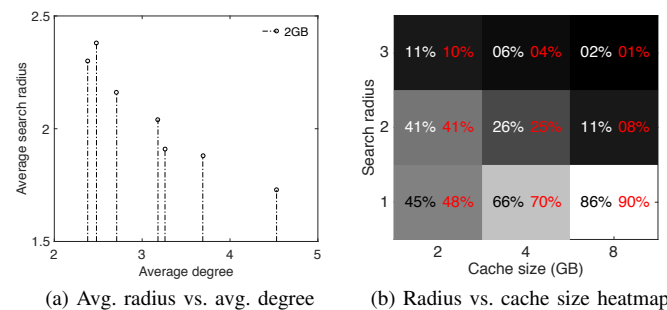 2.5
2
1.5
2GB
Average search radius
2 3 4 5
Average degree
(a) Avg. radius vs. avg. degree
Search radius
3 11% 10% 06% 04% 02% 01%
2 41% 41% 26% 25% 11% 08%
1 45% 48% 66% 70% 86% 90%
2 4 8
Cache size (GB)
(b) Radius vs. cache size heatmap